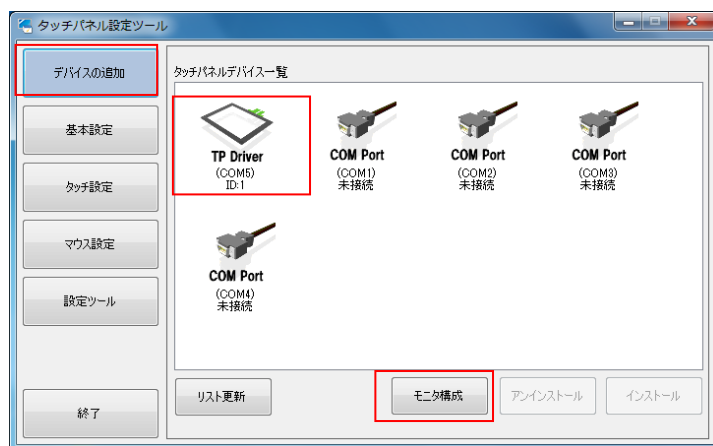 タッチパネル設定ツール
デバイスの追加
基本設定
タッチ設定
マウス設定
設定ツール
終了
タッチパネルデバイス一覧
TP Driver
(COM5)
ID:1
COM Port
(COM1)
未接続
COM Port
(COM2)
未接続
COM Port
(COM3)
未接続
COM Port
(COM4)
未接続
リスト更新
モニタ構成
アンインストール
インストール